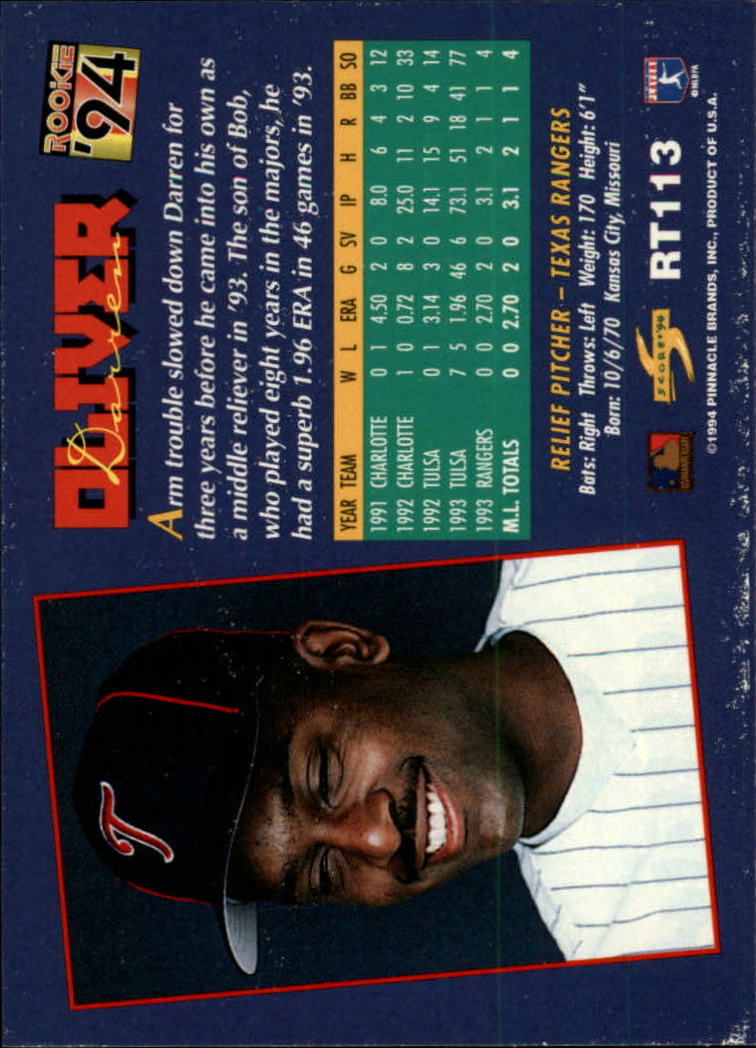 ROOKIE
'94
OLIVER
Darren
Arm trouble slowed down Darren for
three years before he came into his own as
a middle reliever in '93. The son of Bob,
who played eight years in the majors, he
had a superb 1.96 ERA in 46 games in '93.
YEAR TEAM W L ERA G SV IP H R BB SO
1991 CHARLOTTE 0 1 4.50 2 0 8.0 6 4 3 12
1992 CHARLOTTE 1 0 0.72 8 2 25.0 11 2 10 33
1992 TULSA 0 1 3.14 3 0 14.1 15 9 4 14
1993 TULSA 7 5 1.96 46 6 73.1 51 18 41 77
1993 RANGERS 0 0 2.70 2 0 3.1 2 1 1 4
M.L. TOTALS 0 0 2.70 2 0 3.1 2 1 1 4
RELIEF PITCHER – TEXAS RANGERS
Bats: Right Throws: Left Weight: 170 Height: 6'1"
Born: 10/6/70 Kansas City, Missouri
SCORE '94
RT113
©MLBPA
©1994 PINNACLE BRANDS, INC., PRODUCT OF U.S.A.
T